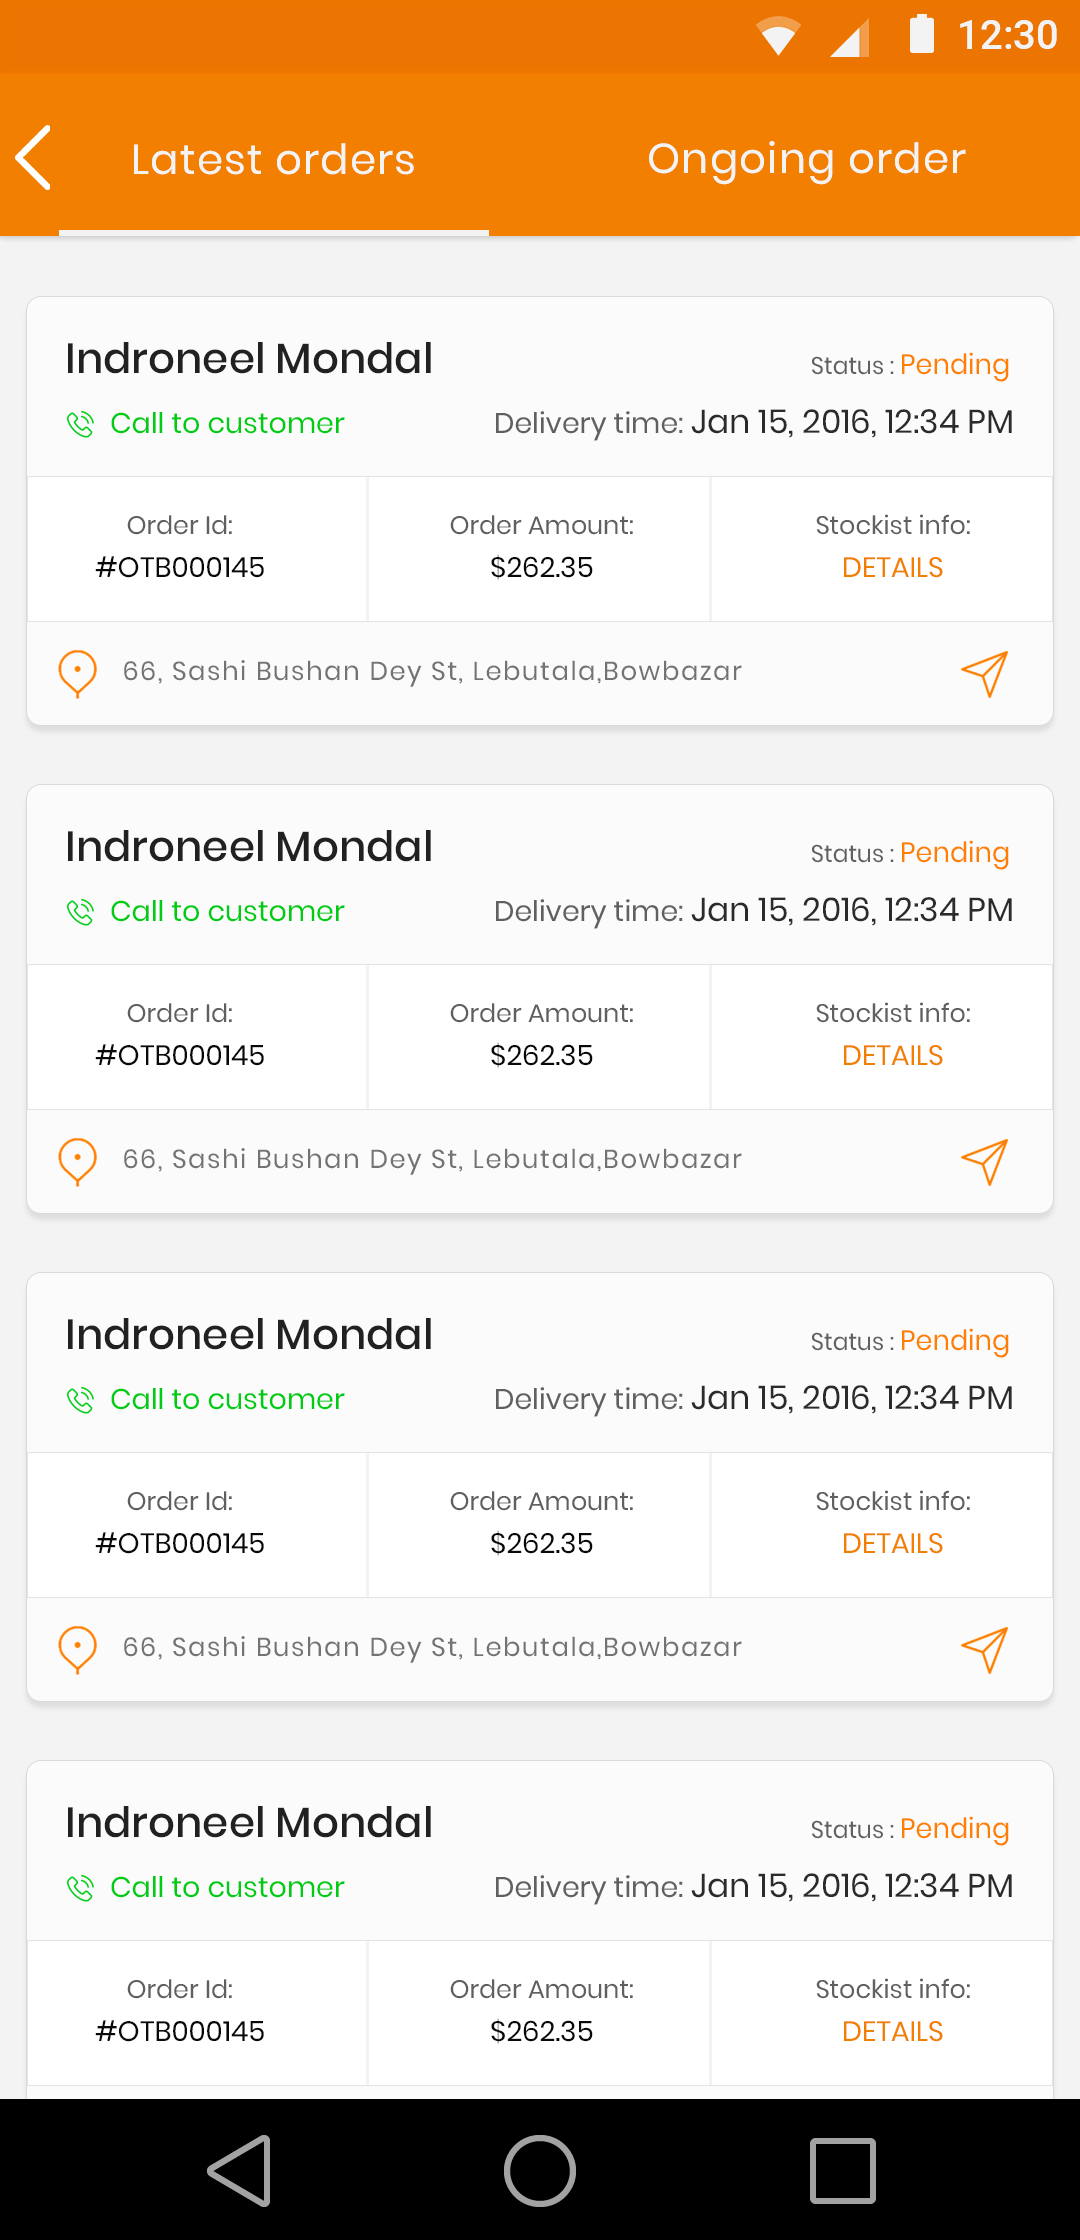 12:30
Latest orders
Ongoing order
Indroneel Mondal
Status : Pending
Call to customer
Delivery time: Jan 15, 2016, 12:34 PM
Order Id:
#OTB000145
Order Amount:
$262.35
Stockist info:
DETAILS
66, Sashi Bushan Dey St, Lebutala,Bowbazar
Indroneel Mondal
Status : Pending
Call to customer
Delivery time: Jan 15, 2016, 12:34 PM
Order Id:
#OTB000145
Order Amount:
$262.35
Stockist info:
DETAILS
66, Sashi Bushan Dey St, Lebutala,Bowbazar
Indroneel Mondal
Status : Pending
Call to customer
Delivery time: Jan 15, 2016, 12:34 PM
Order Id:
#OTB000145
Order Amount:
$262.35
Stockist info:
DETAILS
66, Sashi Bushan Dey St, Lebutala,Bowbazar
Indroneel Mondal
Status : Pending
Call to customer
Delivery time: Jan 15, 2016, 12:34 PM
Order Id:
#OTB000145
Order Amount:
$262.35
Stockist info:
DETAILS